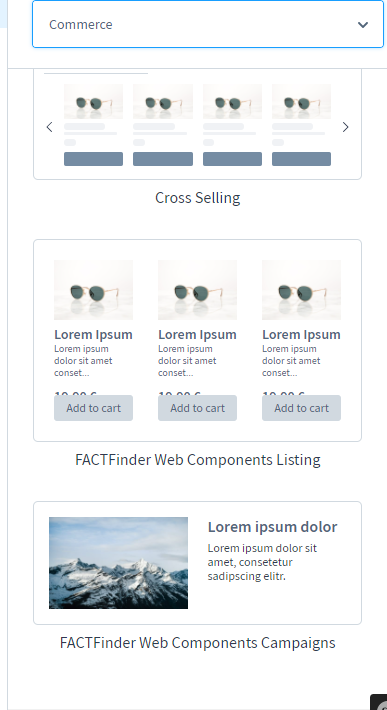 Commerce
Cross Selling
Lorem Ipsum Lorem Ipsum Lorem Ipsum
Lorem ipsum Lorem ipsum Lorem ipsum
dolor sit amet dolor sit amet dolor sit amet
conset... conset... conset...
Add to cart Add to cart Add to cart
FACTFinder Web Components Listing
Lorem ipsum dolor
Lorem ipsum dolor sit
amet, consetetur
sadipscing elitr.
FACTFinder Web Components Campaigns